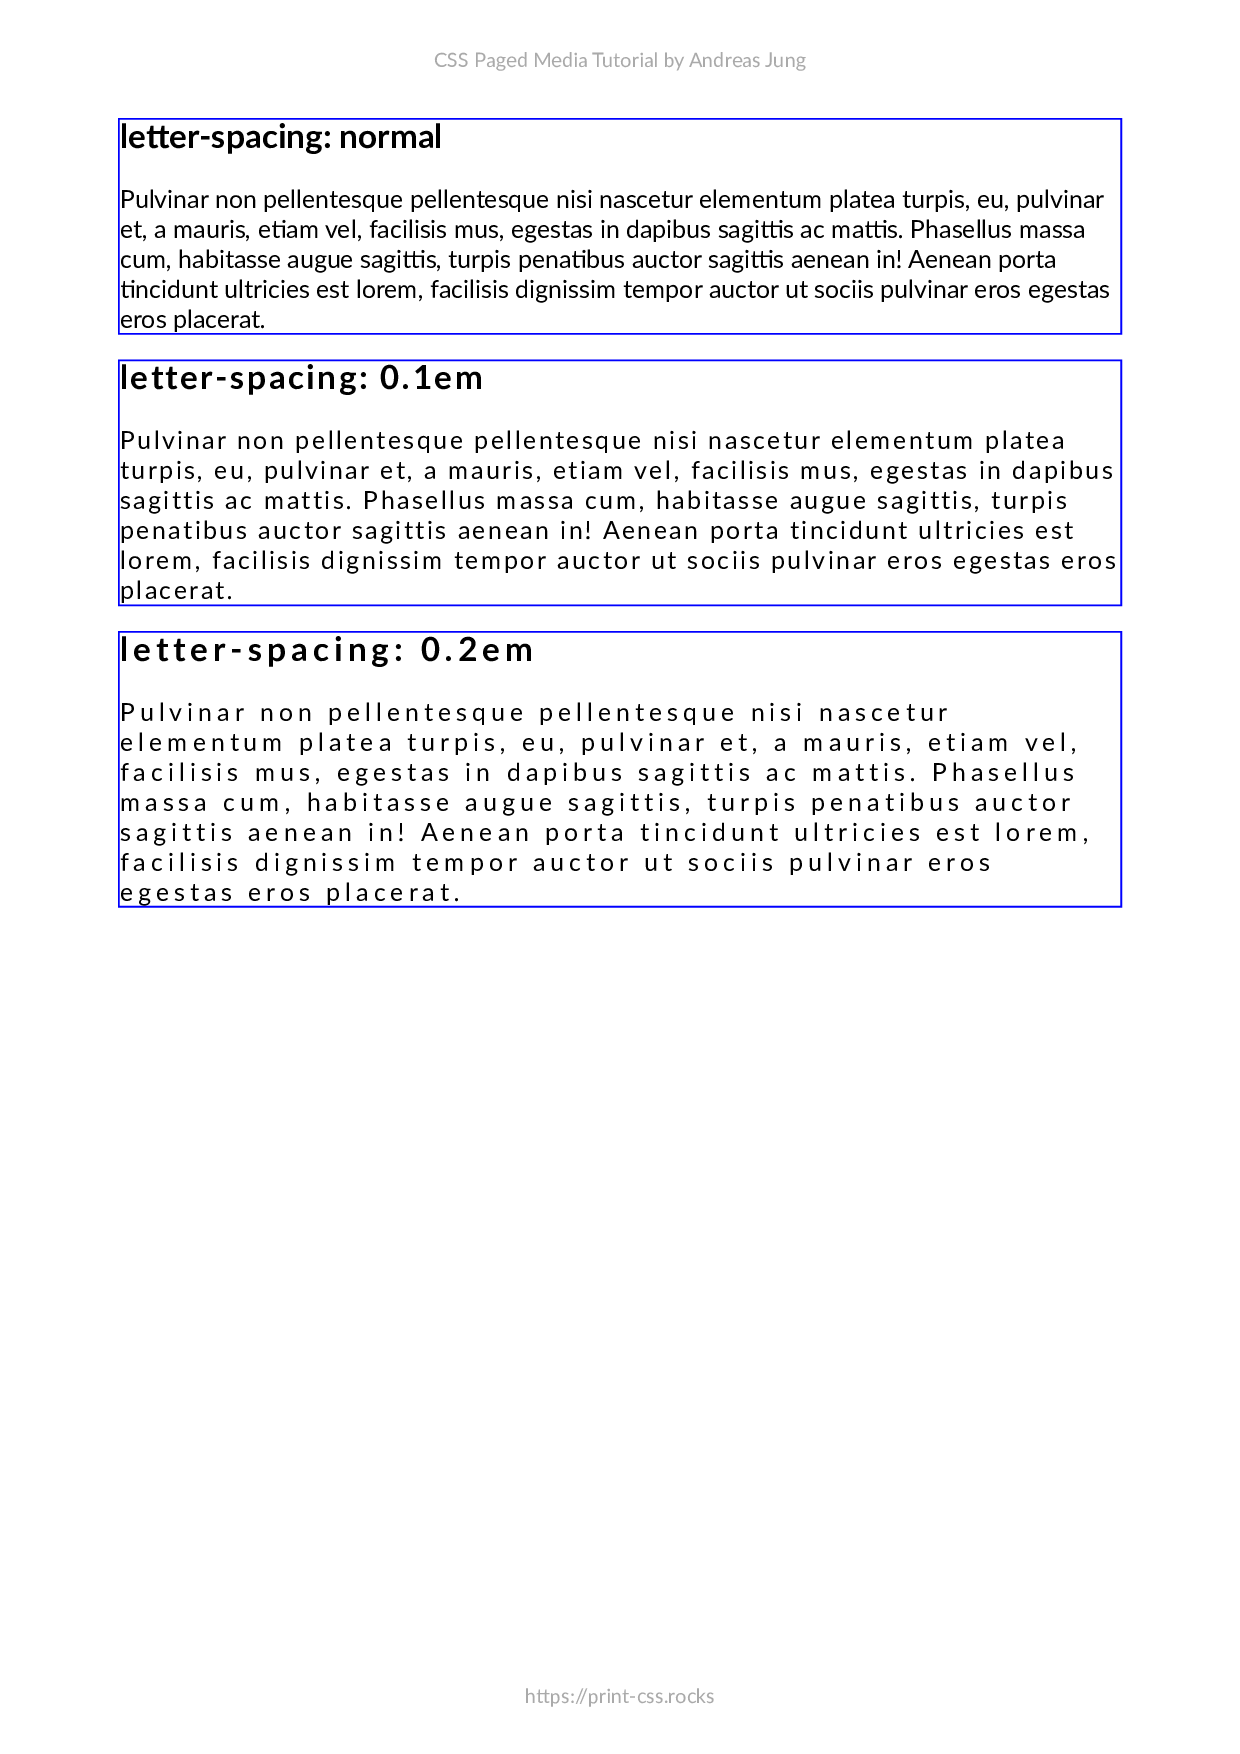 CSS Paged Media Tutorial by Andreas Jung
letter-spacing: normal
Pulvinar non pellentesque pellentesque nisi nascetur elementum platea turpis, eu, pulvinar
et, a mauris, etiam vel, facilisis mus, egestas in dapibus sagittis ac mattis. Phasellus massa
cum, habitasse augue sagittis, turpis penatibus auctor sagittis aenean in! Aenean porta
tincidunt ultricies est lorem, facilisis dignissim tempor auctor ut sociis pulvinar eros egestas
eros placerat.
letter-spacing: 0.1em
Pulvinar non pellentesque pellentesque nisi nascetur elementum platea
turpis, eu, pulvinar et, a mauris, etiam vel, facilisis mus, egestas in dapibus
sagittis ac mattis. Phasellus massa cum, habitasse augue sagittis, turpis
penatibus auctor sagittis aenean in! Aenean porta tincidunt ultricies est
lorem, facilisis dignissim tempor auctor ut sociis pulvinar eros egestas eros
placerat.
letter-spacing: 0.2em
Pulvinar non pellentesque pellentesque nisi nascetur
elementum platea turpis, eu, pulvinar et, a mauris, etiam vel,
facilisis mus, egestas in dapibus sagittis ac mattis. Phasellus
massa cum, habitasse augue sagittis, turpis penatibus auctor
sagittis aenean in! Aenean porta tincidunt ultricies est lorem,
facilisis dignissim tempor auctor ut sociis pulvinar eros
egestas eros placerat.
https://print-css.rocks